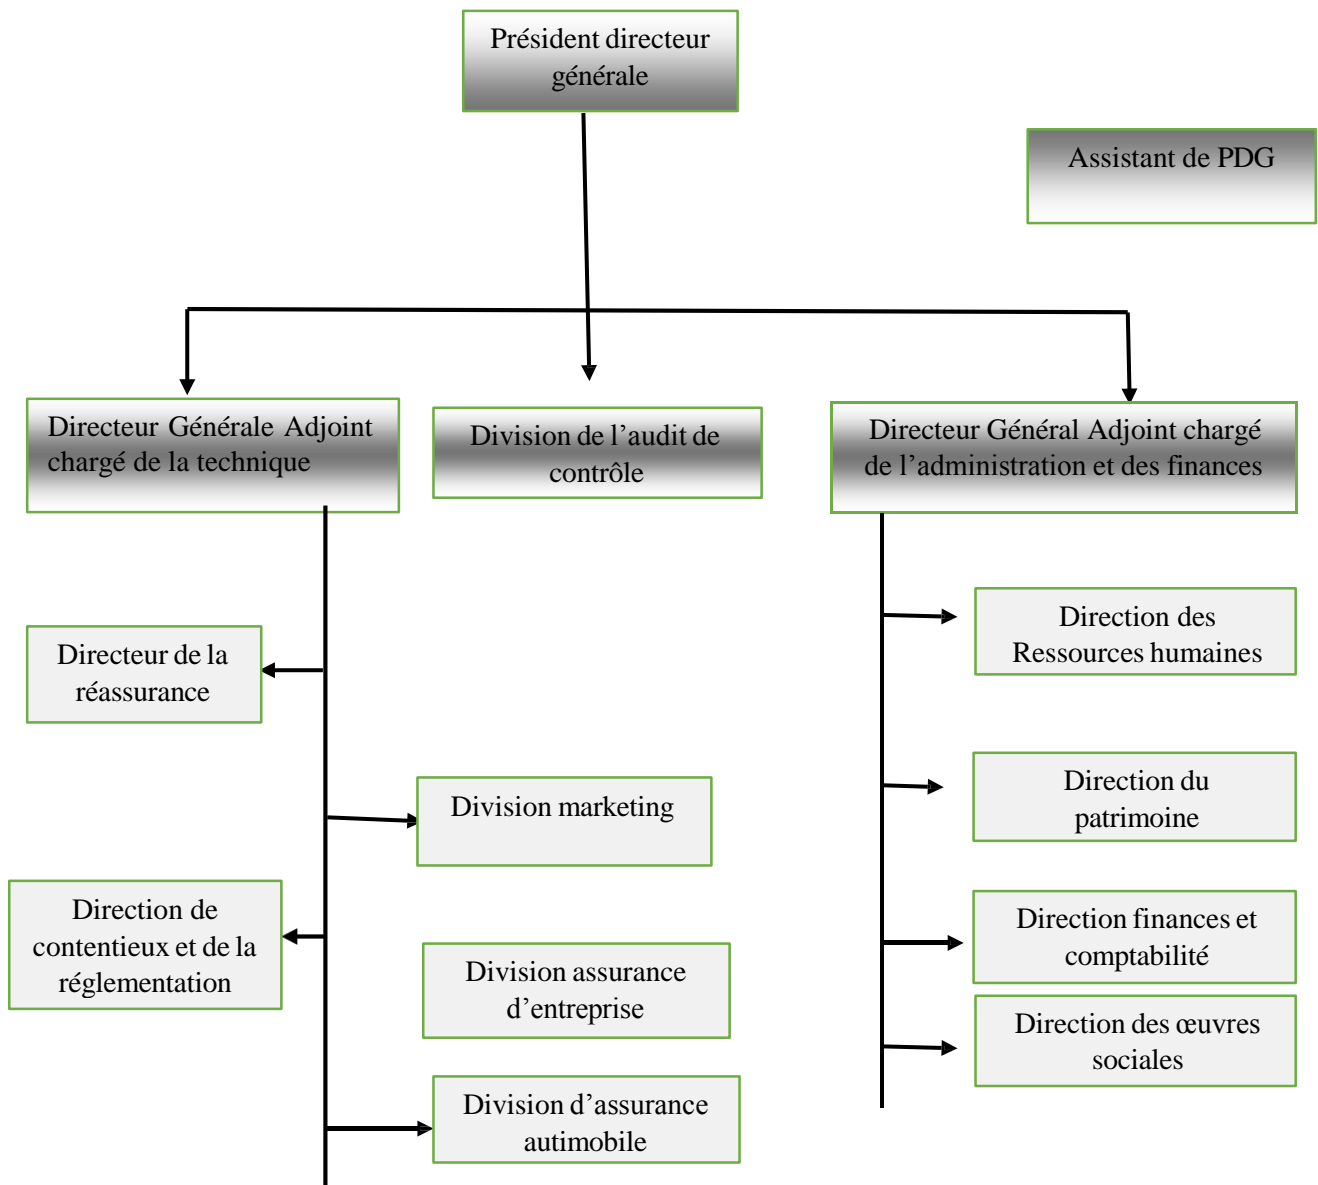 Président directeur
générale
Assistant de PDG
Directeur Générale Adjoint
chargé de la technique
Division de l’audit de
contrôle
Directeur Général Adjoint chargé
de l’administration et des finances
Direction des
Ressources humaines
Directeur de la
réassurance
Division marketing
Direction du
patrimoine
Direction de
contentieux et de la
réglementation
Direction finances et
comptabilité
Division assurance
d’entreprise
Direction des œuvres
sociales
Division d’assurance
autimobile